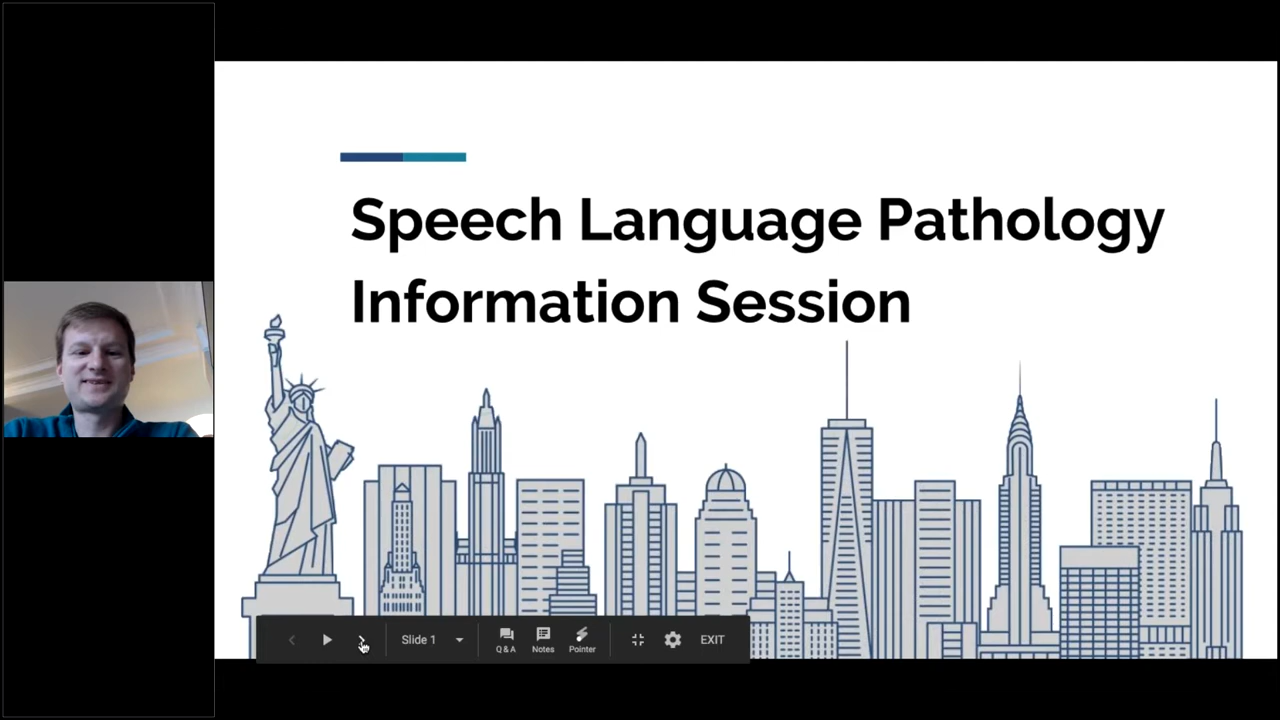 Speech Language Pathology
Information Session
Slide 1
Q & A
Notes
Pointer
EXIT